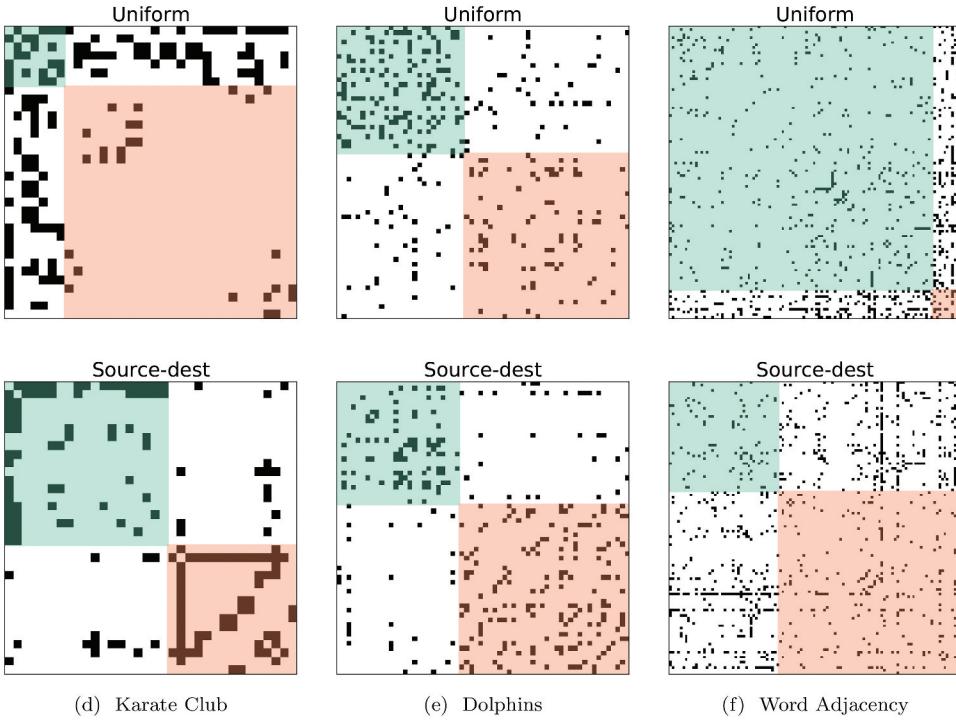 Uniform
Uniform
Uniform
Source-dest
Source-dest
Source-dest
(d) Karate Club
(e) Dolphins
(f) Word Adjacency